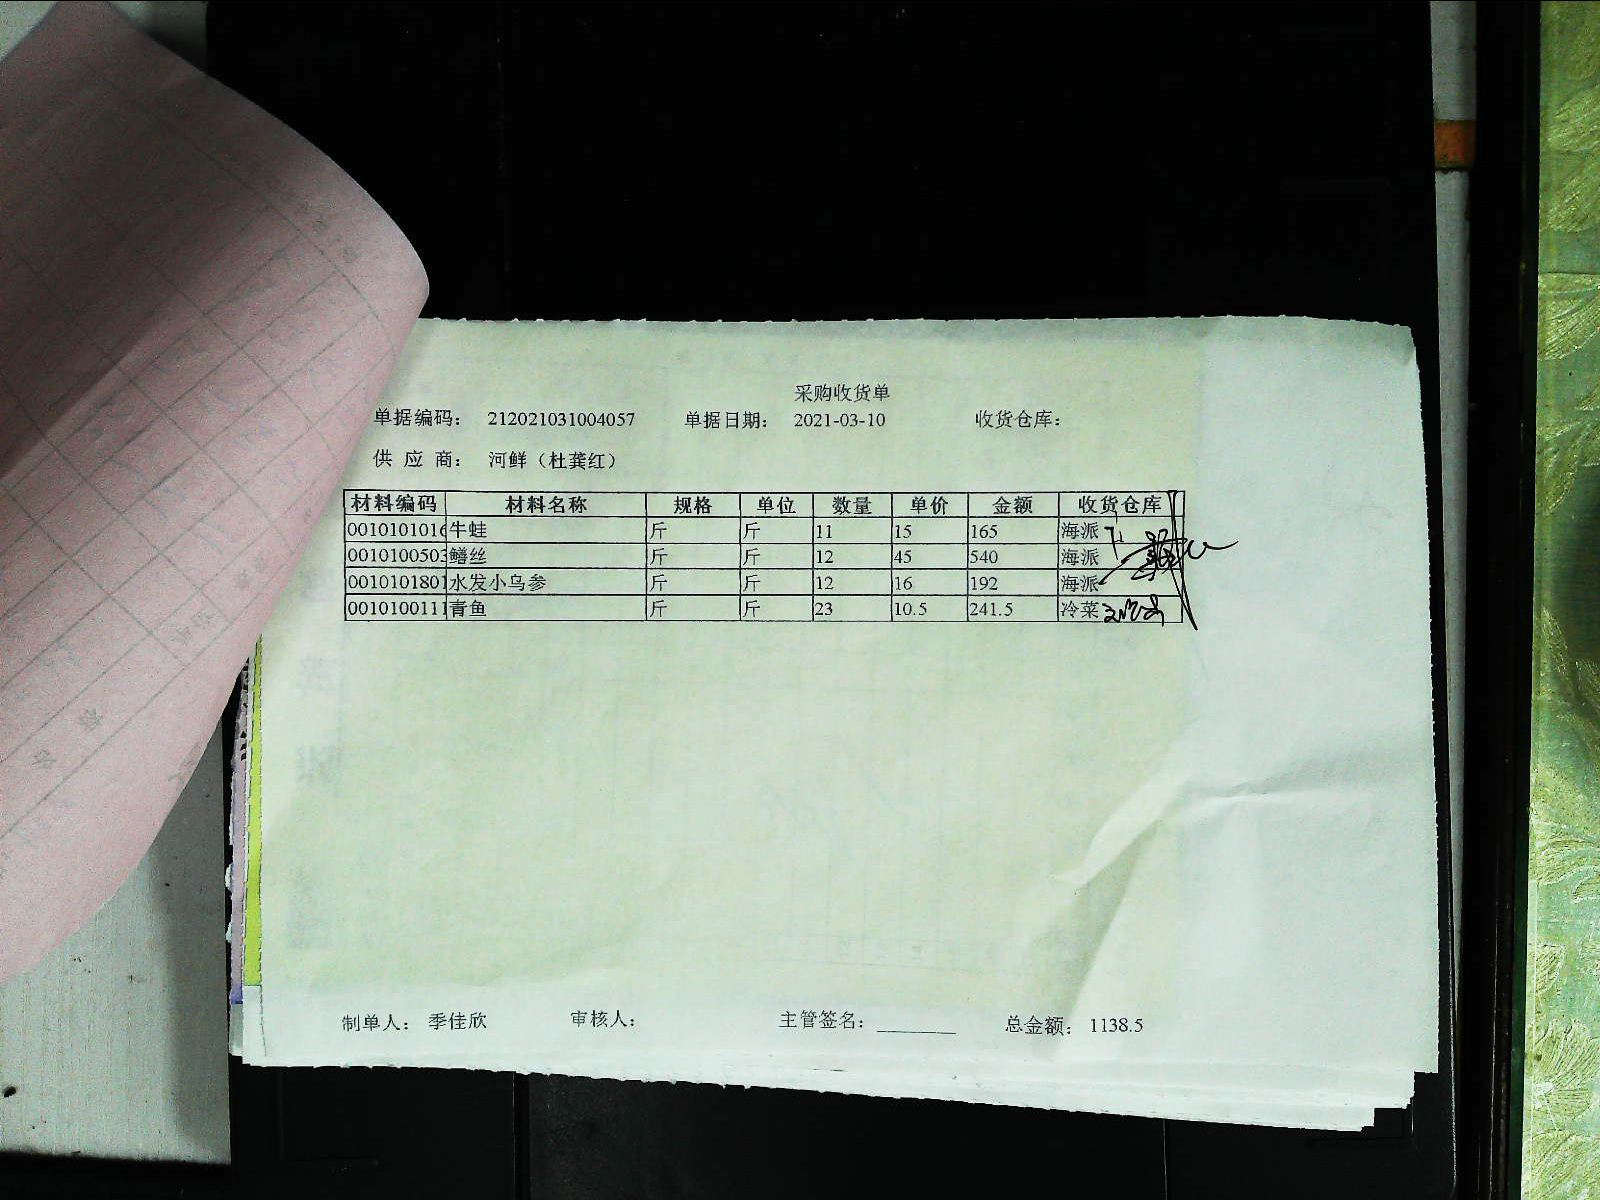 采购收货单
单据编码： 212021031004057 单据日期： 2021-03-10 收货仓库：
供 应 商： 河鲜（杜龚红）
材料编码 材料名称 规格 单位 数量 单价 金额 收货仓库
0010101016 牛蛙 斤 斤 11 15 165 海派
0010100503 鳝丝 斤 斤 12 45 540 海派
0010101801 水发小乌参 斤 斤 12 16 192 海派
0010100111 青鱼 斤 斤 23 10.5 241.5 冷菜
制单人： 季佳欣 审核人： 主管签名： ________ 总金额： 1138.5